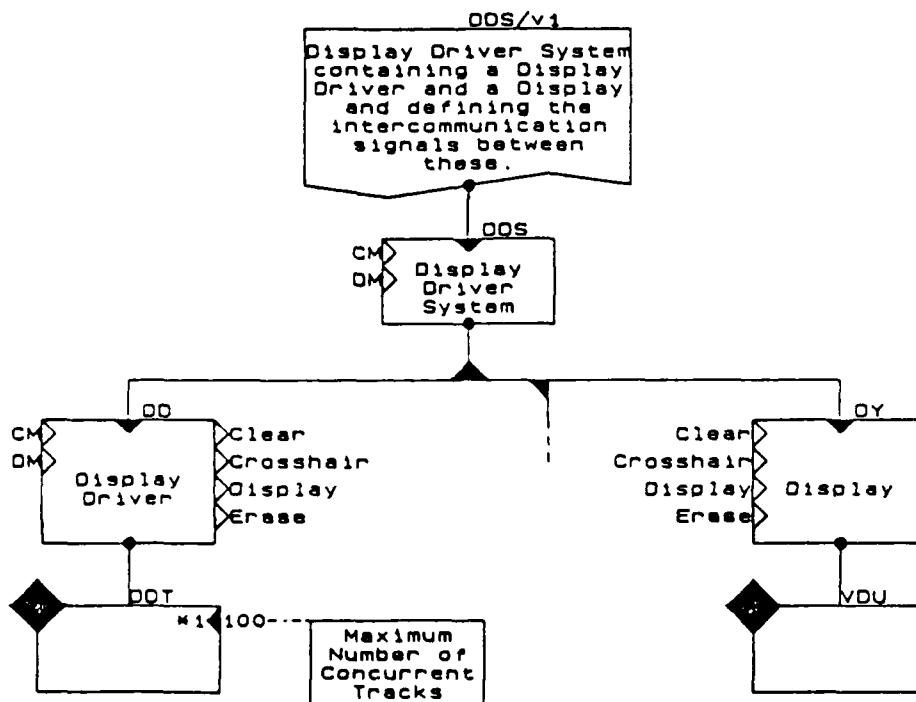 DDS/v1
Display Driver System
containing a Display
Driver and a Display
and defining the
intercommunication
signals between
these.
DDS
CM
DM
Display
Driver
System
DD
CM
DM
Display
Driver
Clear
Crosshair
Display
Erase
DY
Clear
Crosshair
Display
Erase
Display
DDT
*1 100
Maximum
Number of
Concurrent
Tracks
VDU